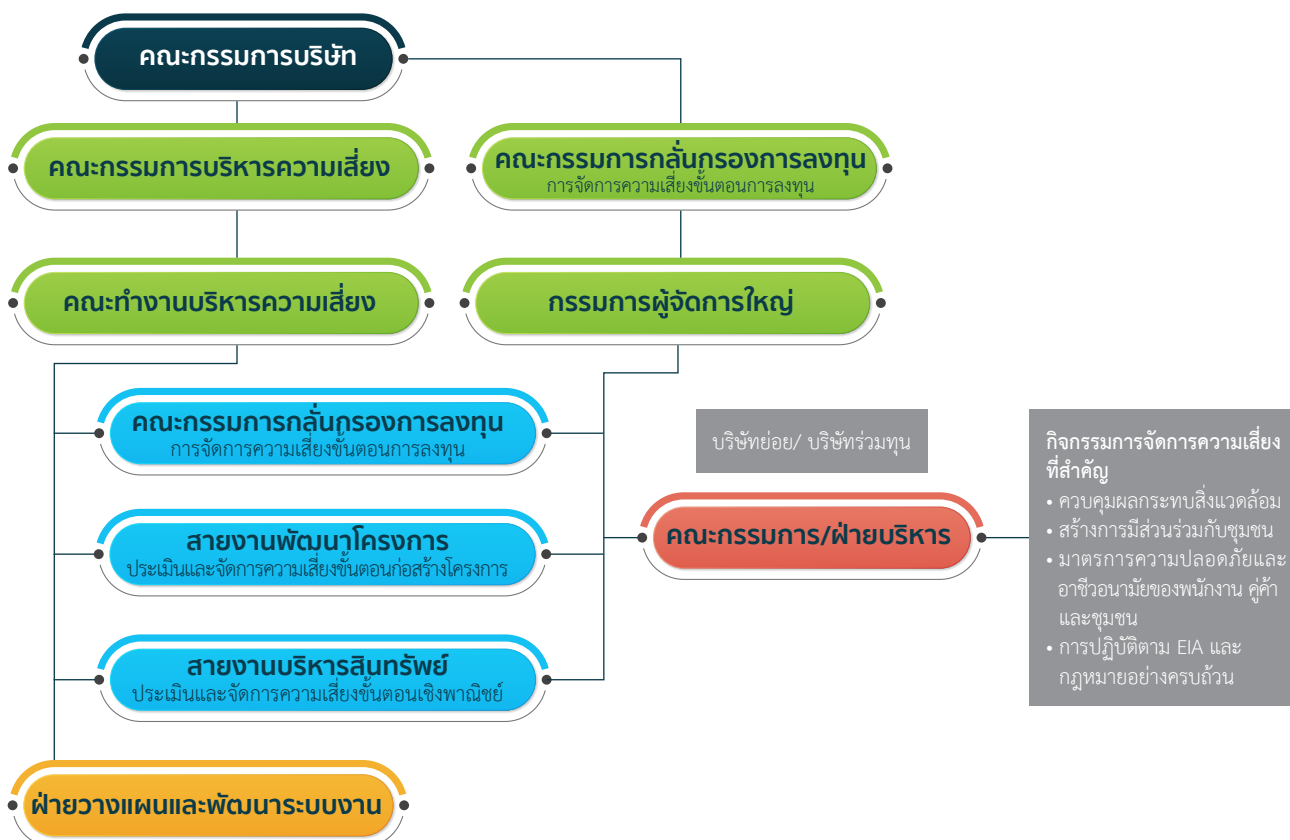 คณะกรรมการบริษัท
คณะกรรมการบริหารความเสี่ยง
คณะกรรมการกลั่นกรองการลงทุน
การจัดการความเสี่ยงขั้นตอนการลงทุน
คณะทำงานบริหารความเสี่ยง
กรรมการผู้จัดการใหญ่
คณะกรรมการกลั่นกรองการลงทุน
การจัดการความเสี่ยงขั้นตอนการลงทุน
สายงานพัฒนาโครงการ
ประเมินและจัดการความเสี่ยงขั้นตอนก่อสร้างโครงการ
สายงานบริหารสินทรัพย์
ประเมินและจัดการความเสี่ยงขั้นตอนเชิงพาณิชย์
ฝ่ายวางแผนและพัฒนาระบบงาน
บริษัทย่อย/ บริษัทร่วมทุน
คณะกรรมการ/ฝ่ายบริหาร
กิจกรรมการจัดการความเสี่ยง
ที่สำคัญ
• ควบคุมผลกระทบสิ่งแวดล้อม
• สร้างการมีส่วนร่วมกับชุมชน
• มาตรการความปลอดภัยและ
อาชีวอนามัยของพนักงาน คู่ค้า
และชุมชน
• การปฏิบัติตาม EIA และ
กฎหมายอย่างครบถ้วน